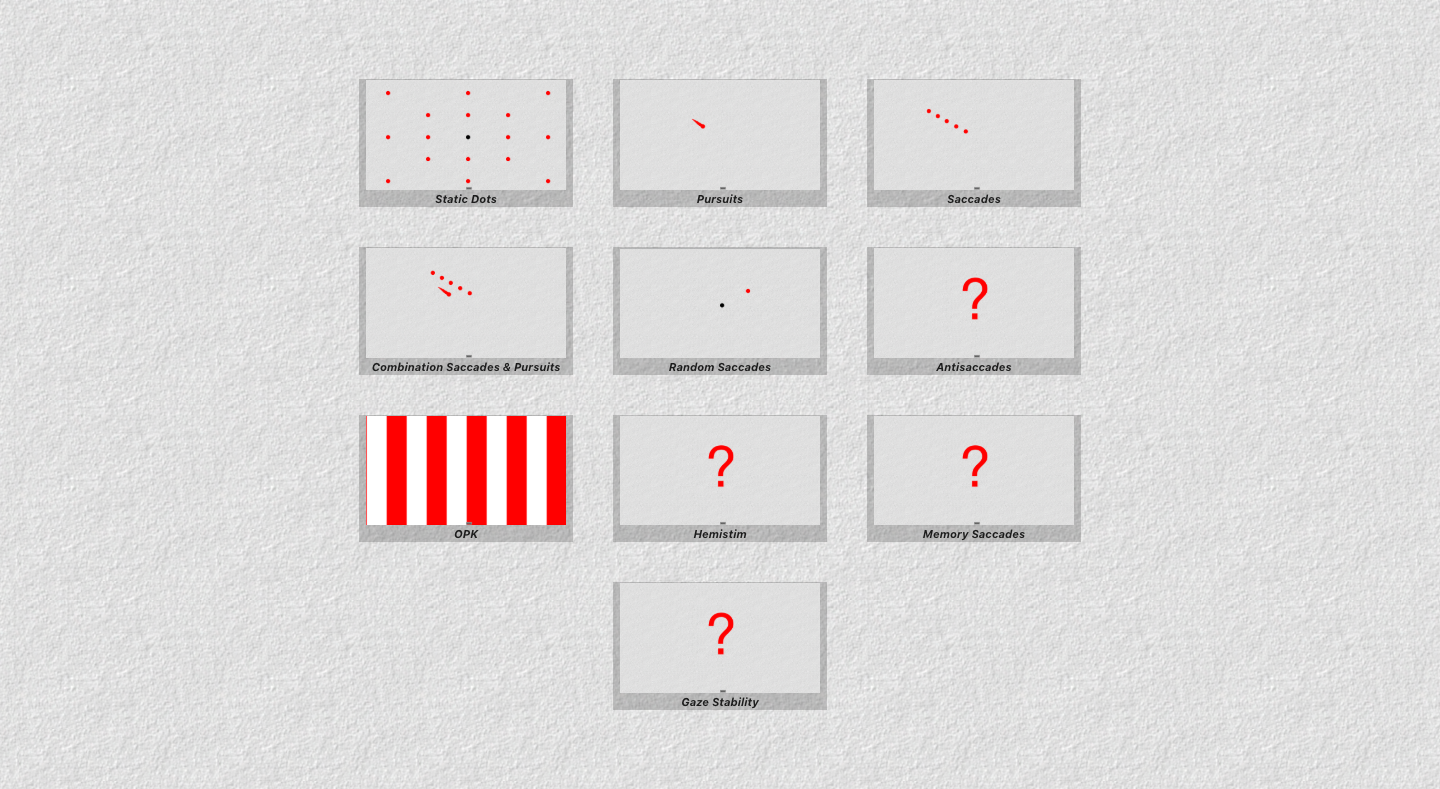 Static Dots
Pursuits
Saccades
Combination Saccades & Pursuits
Random Saccades
?
Antisaccades
OPK
?
Hemistim
?
Memory Saccades
?
Gaze Stability